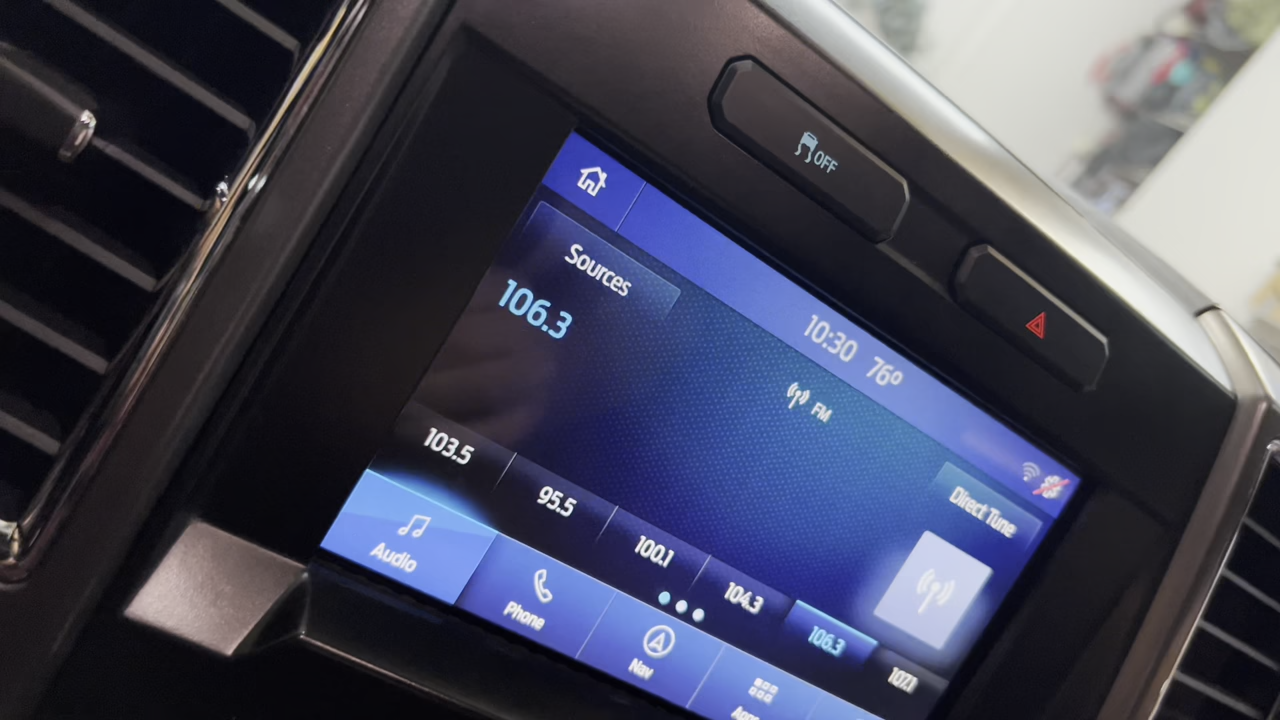 OFF
Sources
10:30 76º
106.3
FM
Direct Tune
103.5 95.5 100.1 104.3 106.3 107.1
Audio Phone Nav